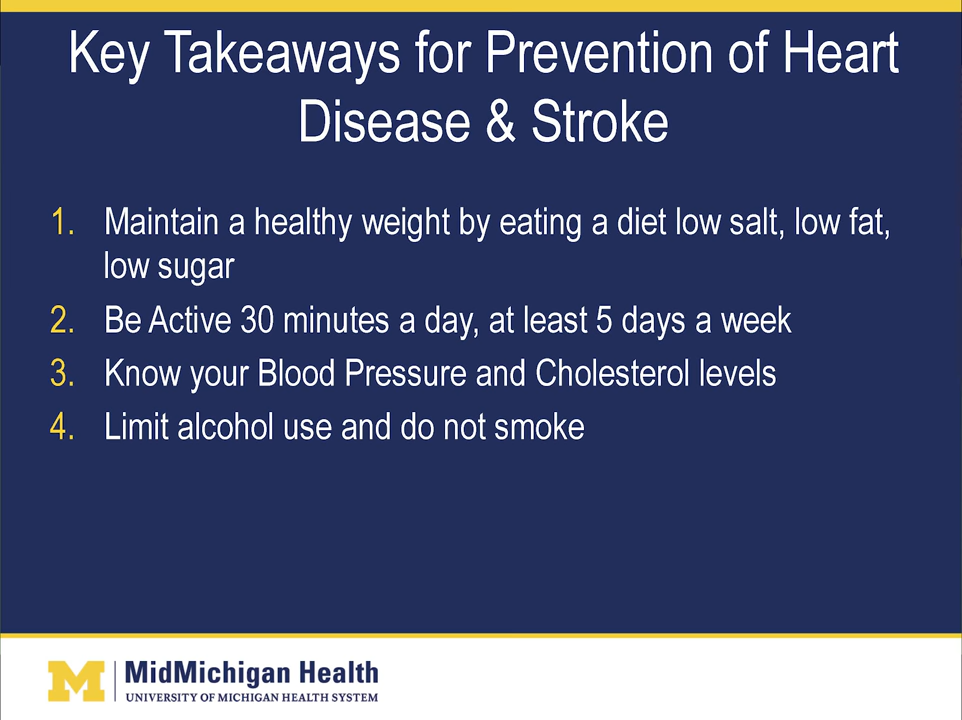 Key Takeaways for Prevention of Heart
Disease & Stroke
1. Maintain a healthy weight by eating a diet low salt, low fat,
low sugar
2. Be Active 30 minutes a day, at least 5 days a week
3. Know your Blood Pressure and Cholesterol levels
4. Limit alcohol use and do not smoke
M
MidMichigan Health
UNIVERSITY OF MICHIGAN HEALTH SYSTEM